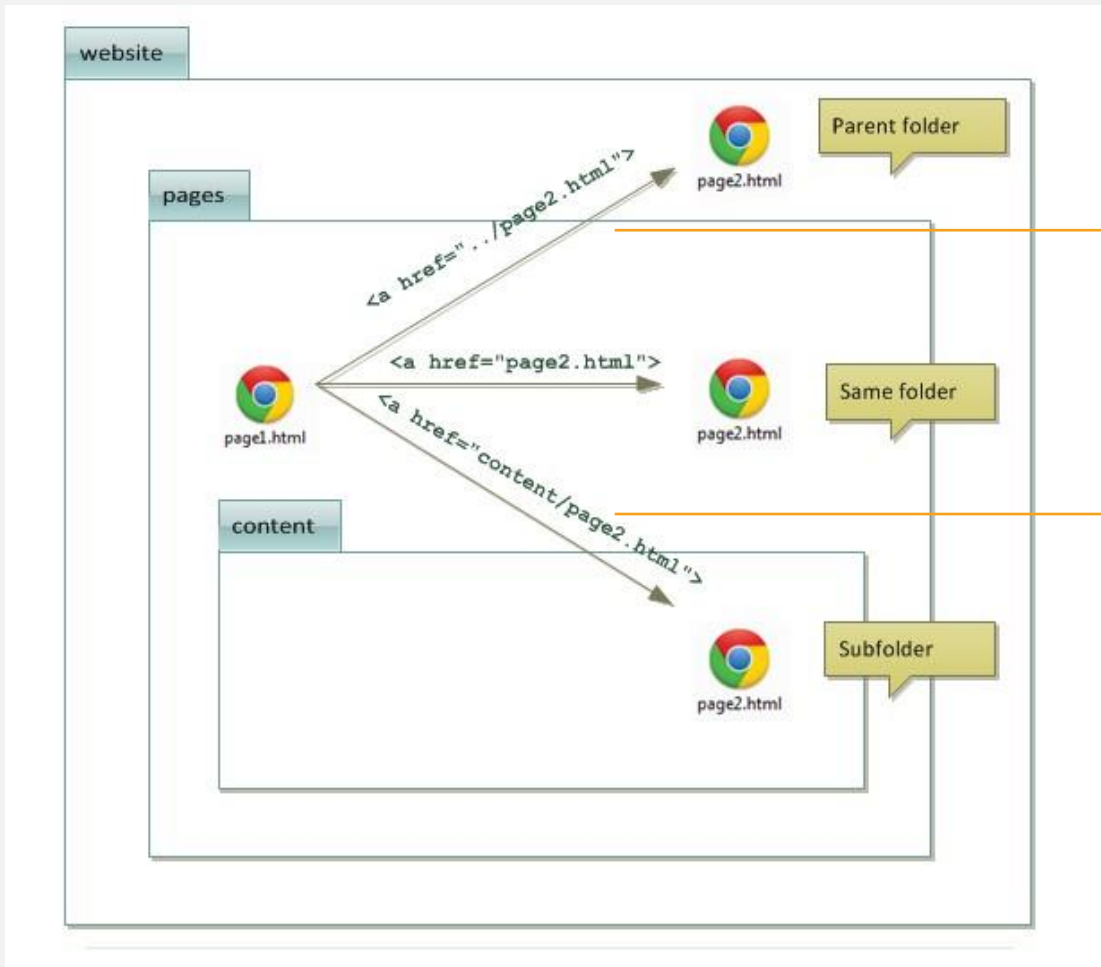 website
page2.html
Parent folder
pages
<a href="../page2.html">
<a href="page2.html">
page1.html
page2.html
Same folder
<a href="content/page2.html">
content
page2.html
Subfolder